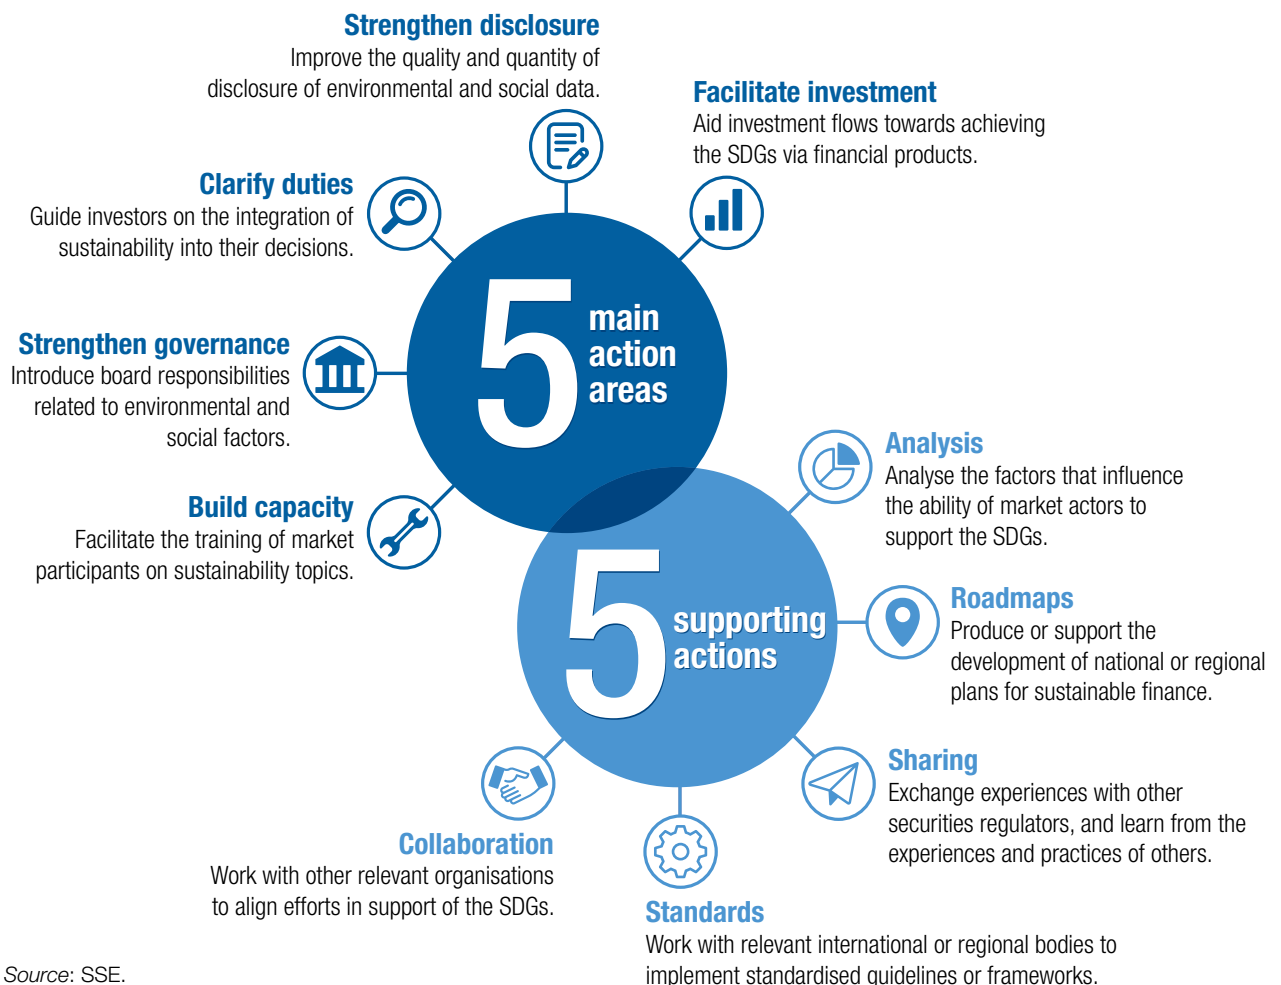 Strengthen disclosure
Improve the quality and quantity of
disclosure of environmental and social data.
Facilitate investment
Aid investment flows towards achieving
the SDGs via financial products.
Clarify duties
Guide investors on the integration of
sustainability into their decisions.
Strengthen governance
Introduce board responsibilities
related to environmental and
social factors.
Build capacity
Facilitate the training of market
participants on sustainability topics.
5 main
action
areas
Analysis
Analyse the factors that influence
the ability of market actors to
support the SDGs.
Roadmaps
Produce or support the
development of national or regional
plans for sustainable finance.
5 supporting
actions
Sharing
Exchange experiences with other
securities regulators, and learn from the
experiences and practices of others.
Collaboration
Work with other relevant organisations
to align efforts in support of the SDGs.
Standards
Work with relevant international or regional bodies to
implement standardised guidelines or frameworks.
Source: SSE.